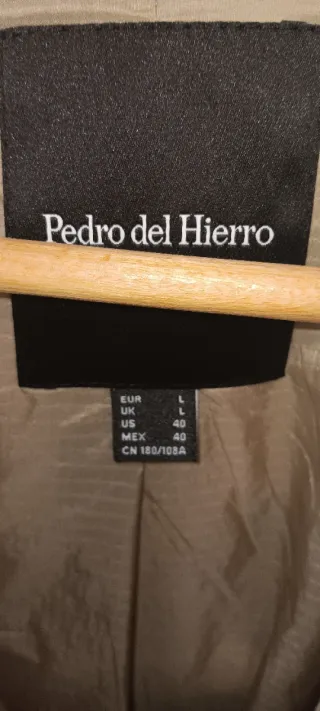 Pedro del Hierro
EUR L
UK L
US 40
MEX 40
CN 180/108A